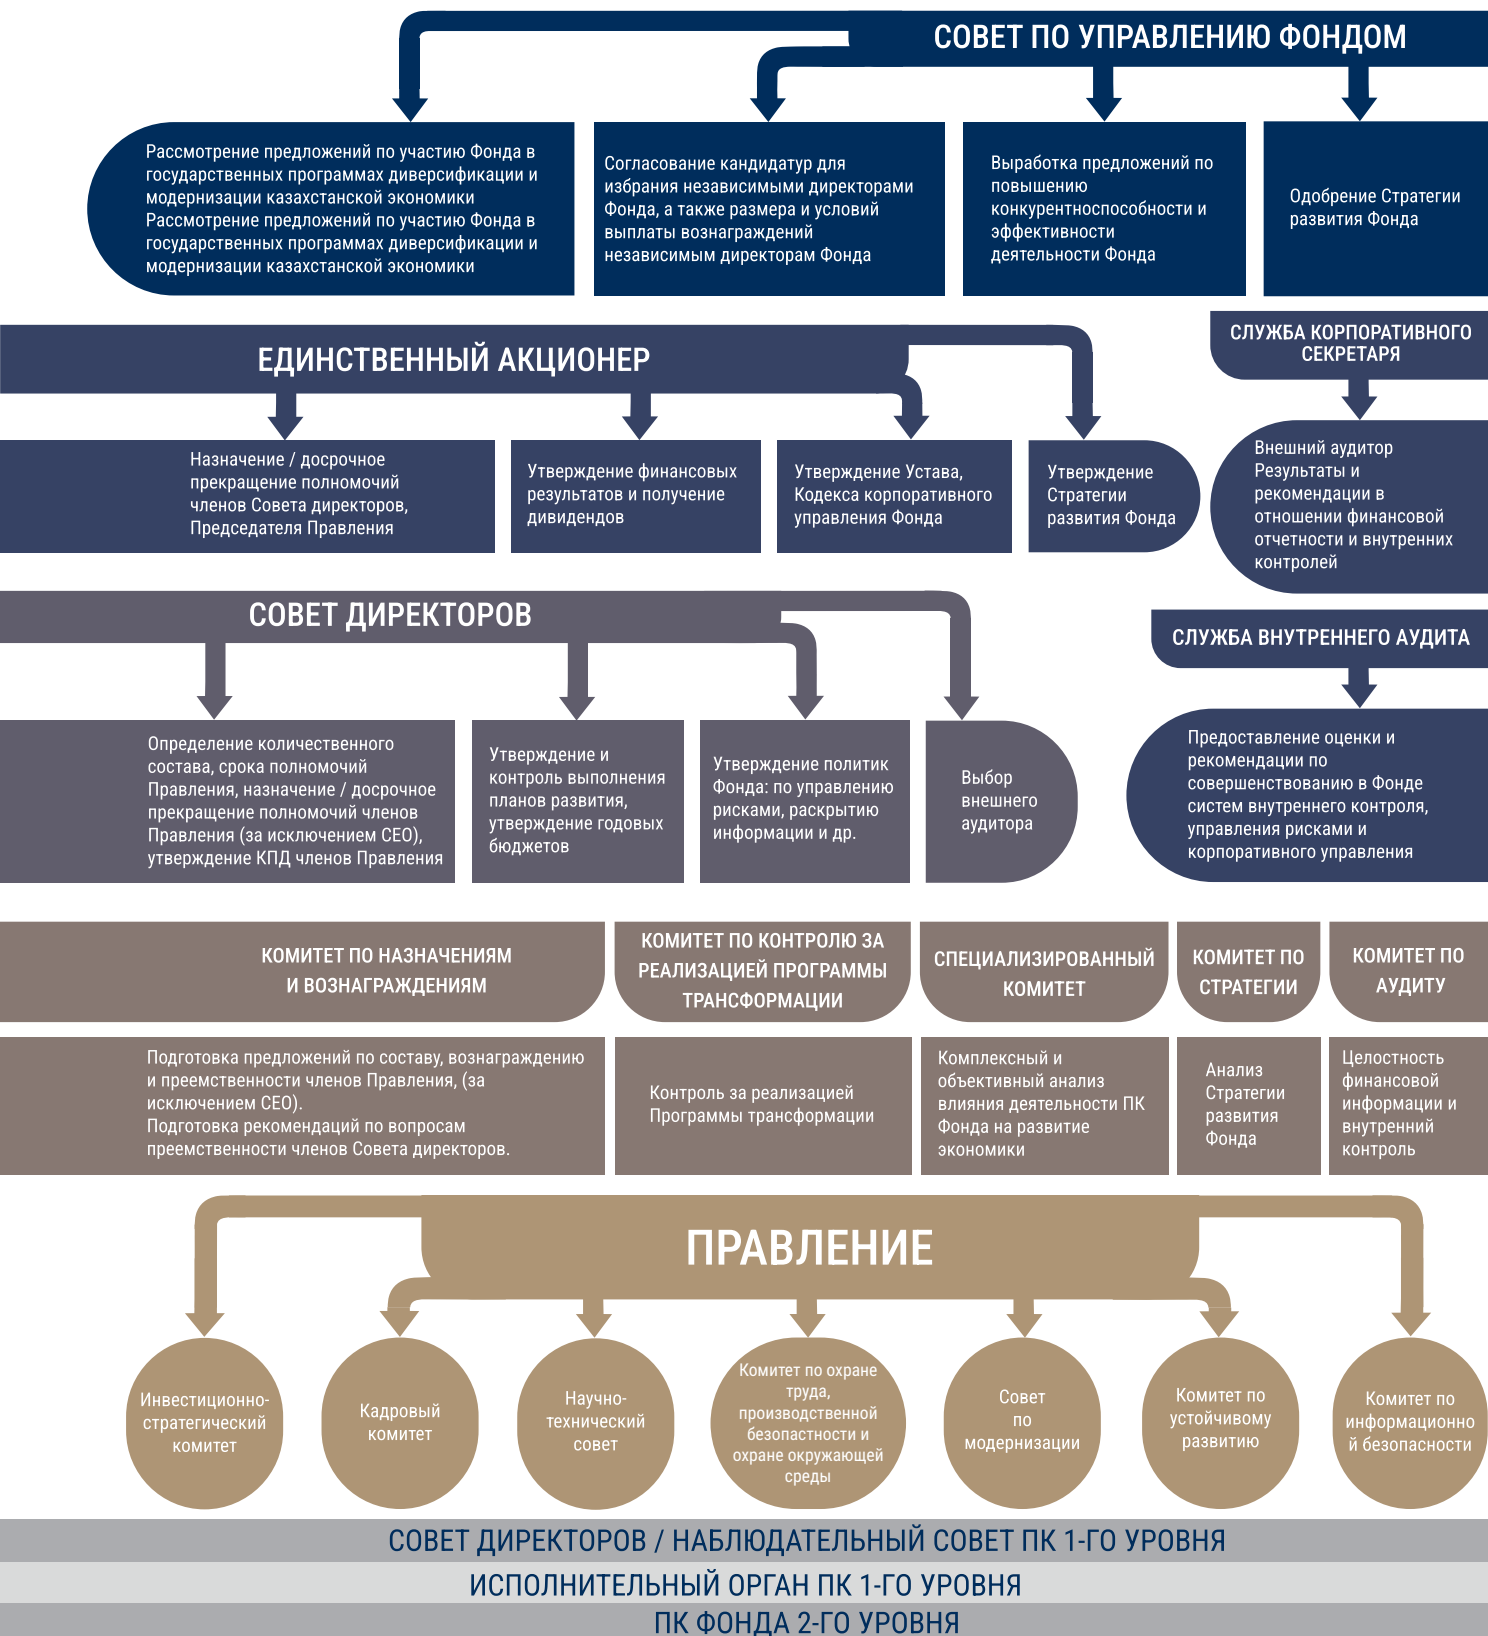 СОВЕТ ПО УПРАВЛЕНИЮ ФОНДОМ
Рассмотрение предложений по участию Фонда в
государственных программах диверсификации и
модернизации казахстанской экономики
Рассмотрение предложений по участию Фонда в
государственных программах диверсификации и
модернизации казахстанской экономики
Согласование кандидатур для
избрания независимыми директорами
Фонда, а также размера и условий
выплаты вознаграждений
независимым директорам Фонда
Выработка предложений по
повышению
конкурентноспособности и
эффективности
деятельности Фонда
Одобрение Стратегии
развития Фонда
ЕДИНСТВЕННЫЙ АКЦИОНЕР
Назначение / досрочное
прекращение полномочий
членов Совета директоров,
Председателя Правления
Утверждение финансовых
результатов и получение
дивидендов
Утверждение Устава,
Кодекса корпоративного
управления Фонда
Утверждение
Стратегии
развития Фонда
СЛУЖБА КОРПОРАТИВНОГО
СЕКРЕТАРЯ
Внешний аудитор
Результаты и
рекомендации в
отношении финансовой
отчетности и внутренних
контролей
СОВЕТ ДИРЕКТОРОВ
Определение количественного
состава, срока полномочий
Правления, назначение / досрочное
прекращение полномочий членов
Правления (за исключением СЕО),
утверждение КПД членов Правления
Утверждение и
контроль выполнения
планов развития,
утверждение годовых
бюджетов
Утверждение политик
Фонда: по управлению
рисками, раскрытию
информации и др.
Выбор
внешнего
аудитора
СЛУЖБА ВНУТРЕННЕГО АУДИТА
Предоставление оценки и
рекомендации по
совершенствованию в Фонде
систем внутреннего контроля,
управления рисками и
корпоративного управления
КОМИТЕТ ПО НАЗНАЧЕНИЯМ
И ВОЗНАГРАЖДЕНИЯМ
Подготовка предложений по составу, вознаграждению
и преемственности членов Правления, (за
исключением СЕО).
Подготовка рекомендаций по вопросам
преемственности членов Совета директоров.
КОМИТЕТ ПО КОНТРОЛЮ ЗА
РЕАЛИЗАЦИЕЙ ПРОГРАММЫ
ТРАНСФОРМАЦИИ
Контроль за реализацией
Программы трансформации
СПЕЦИАЛИЗИРОВАННЫЙ
КОМИТЕТ
Комплексный и
объективный анализ
влияния деятельности ПК
Фонда на развитие
экономики
КОМИТЕТ ПО
СТРАТЕГИИ
Анализ
Стратегии
развития
Фонда
КОМИТЕТ ПО
АУДИТУ
Целостность
финансовой
информации и
внутренний
контроль
ПРАВЛЕНИЕ
Инвестиционно-
стратегический
комитет
Кадровый
комитет
Научно-
технический
совет
Комитет по охране
труда,
производственной
безопастности и
охране окружающей
среды
Совет
по
модернизации
Комитет по
устойчивому
развитию
Комитет по
информационно
й безопасности
СОВЕТ ДИРЕКТОРОВ / НАБЛЮДАТЕЛЬНЫЙ СОВЕТ ПК 1-ГО УРОВНЯ
ИСПОЛНИТЕЛЬНЫЙ ОРГАН ПК 1-ГО УРОВНЯ
ПК ФОНДА 2-ГО УРОВНЯ